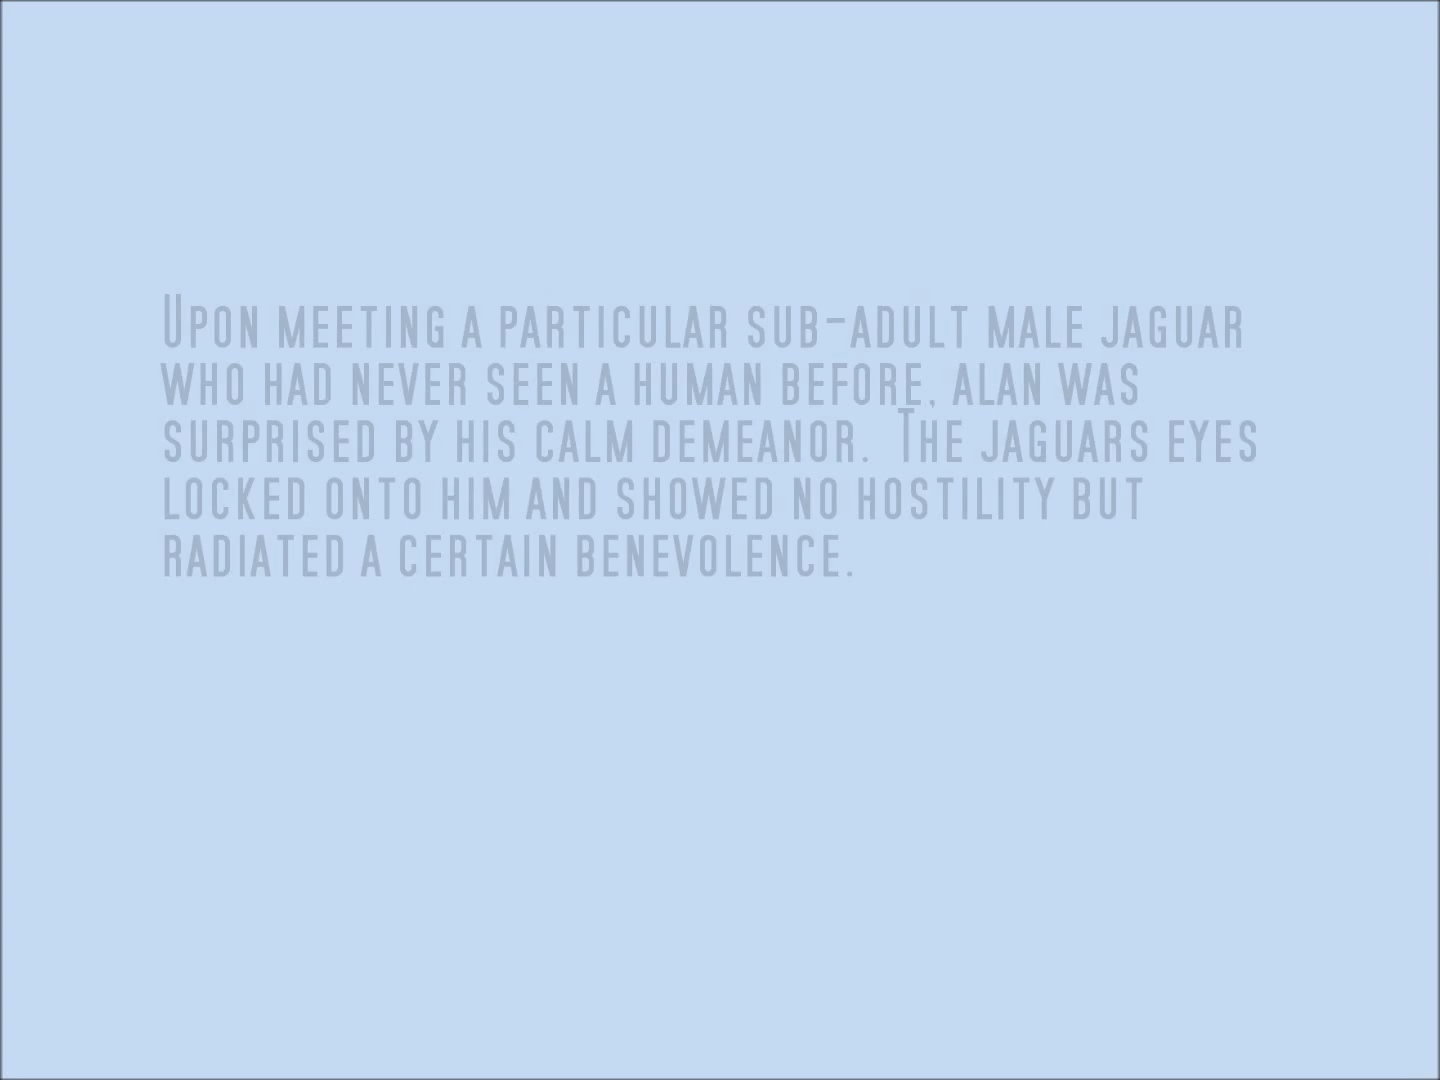 Upon meeting a particular sub-adult male jaguar
who had never seen a human before, alan was
surprised by his calm demeanor.  The jaguars eyes
locked onto him and showed no hostility but
radiated a certain benevolence.